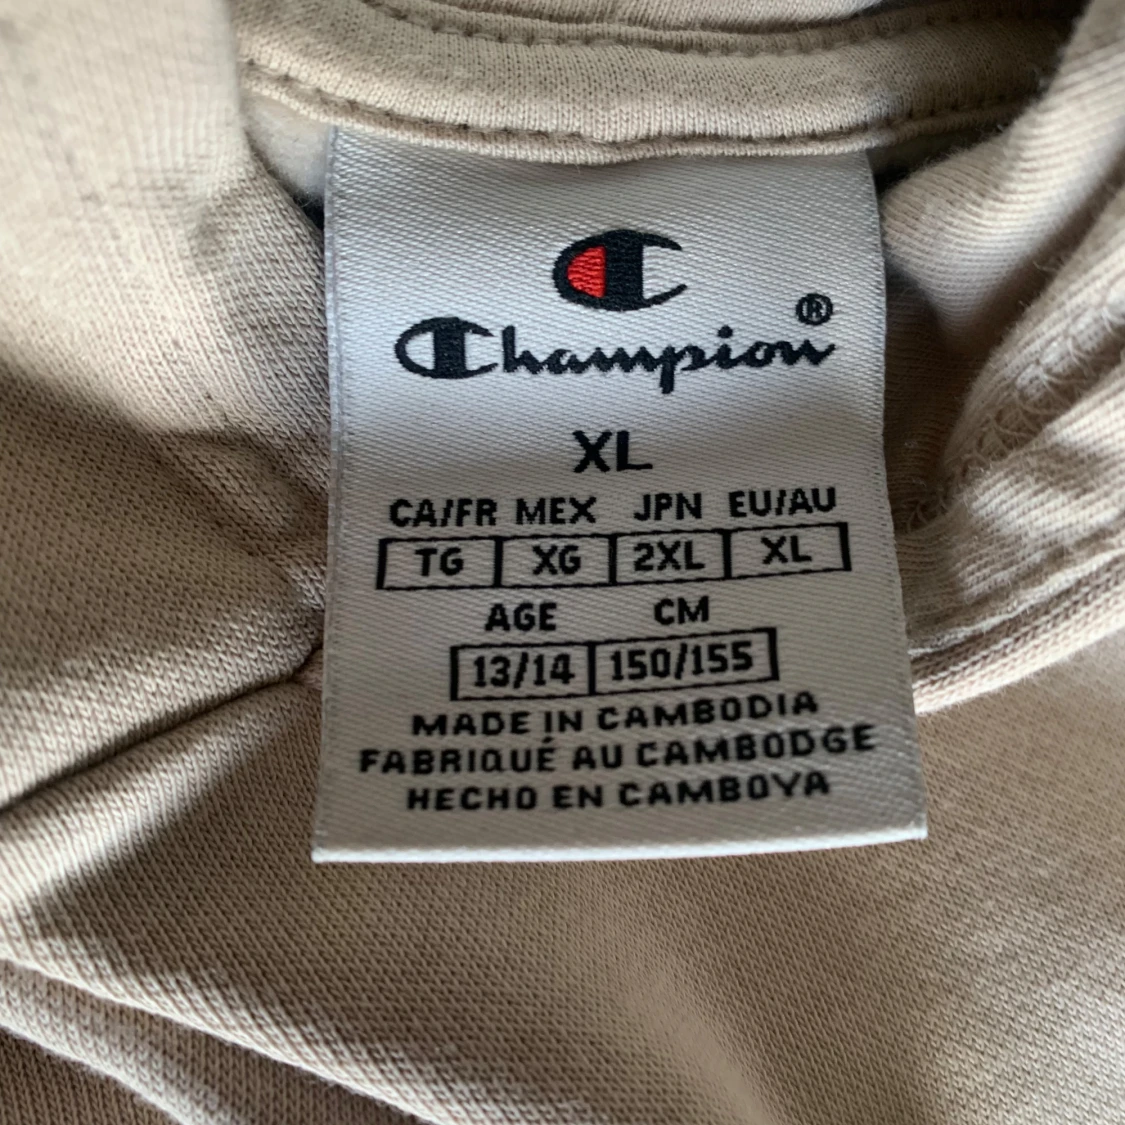 Champion®
XL
CA/FR MEX JPN EU/AU
TG XG 2XL XL
AGE CM
13/14 150/155
MADE IN CAMBODIA
FABRIQUÉ AU CAMBODGE
HECHO EN CAMBOYA